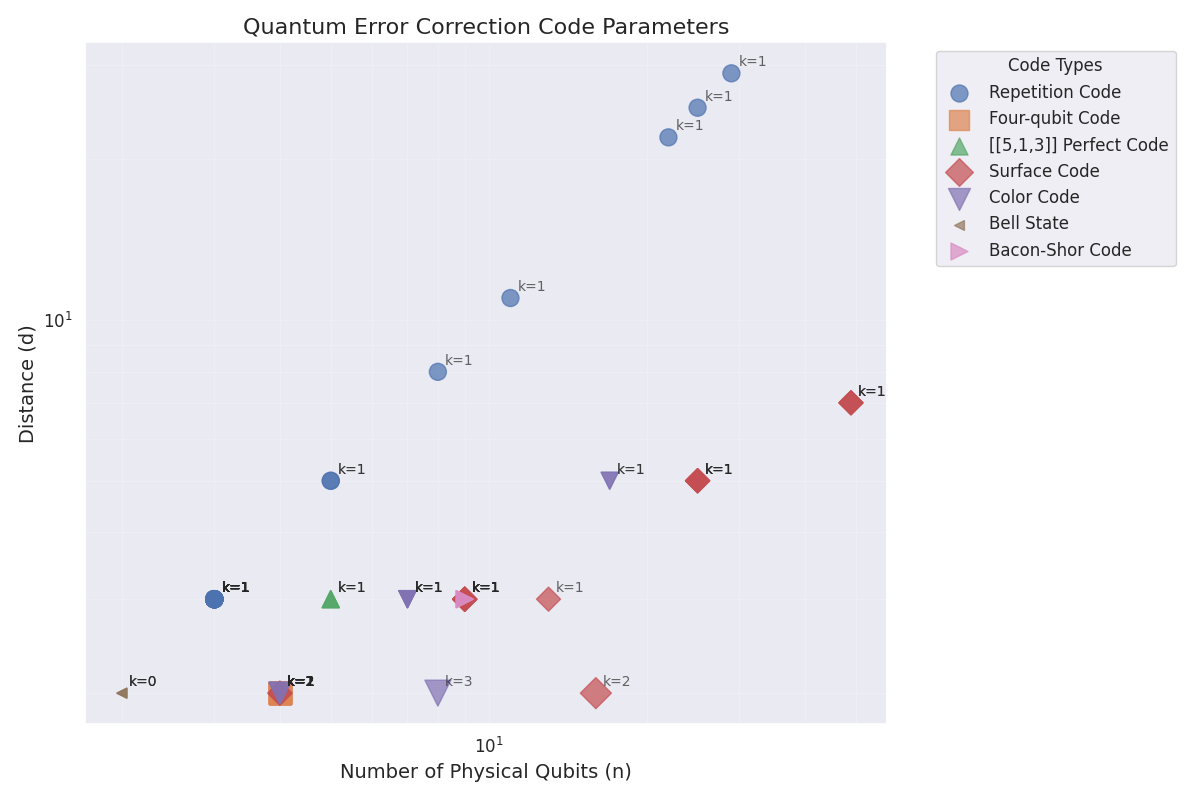 Quantum Error Correction Code Parameters
k=1
k=1
k=1
k=1
k=1
k=1
k=1
k=1
k=1
k=1
k=1
k=1
k=1
k=1
k=0
k=3
k=2
Distance (d)
10¹
10¹
Number of Physical Qubits (n)
Code Types
Repetition Code
Four-qubit Code
[[5,1,3]] Perfect Code
Surface Code
Color Code
Bell State
Bacon-Shor Code